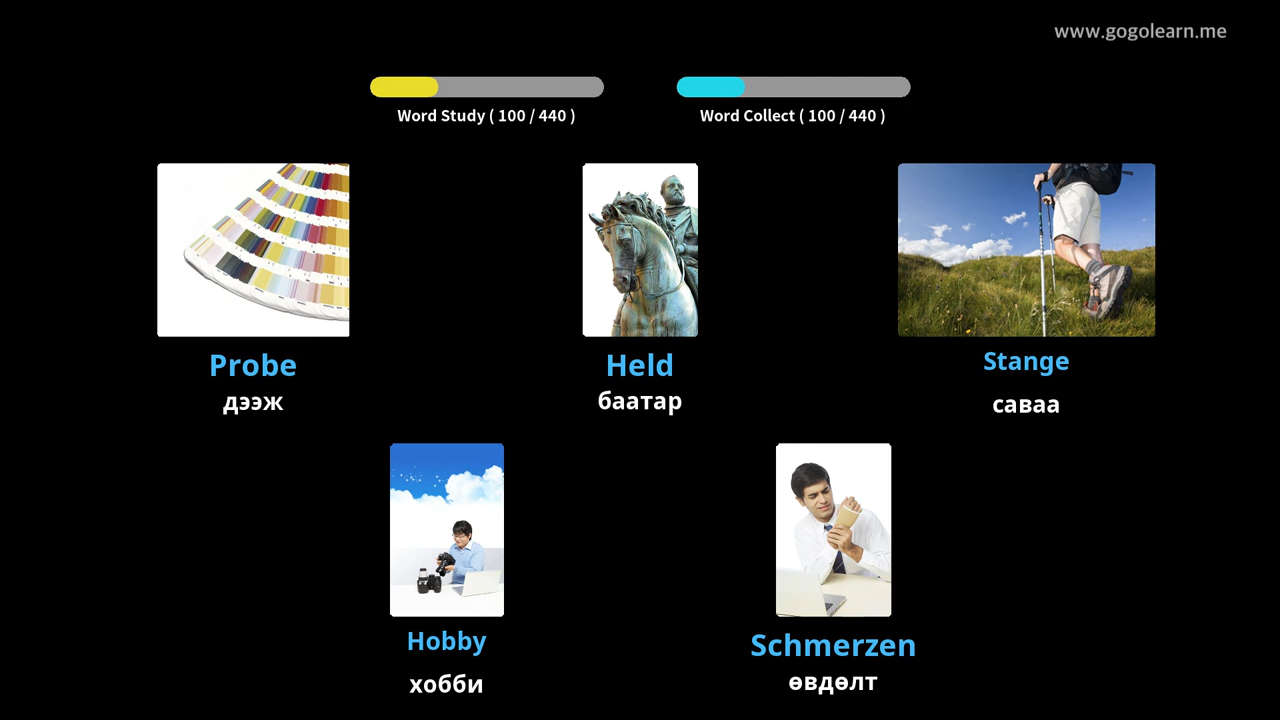 www.gogolearn.me
Word Study ( 100 / 440 )
Word Collect ( 100 / 440 )
Probe
дээж
Held
баатар
Stange
саваа
Hobby
хобби
Schmerzen
өвдөлт